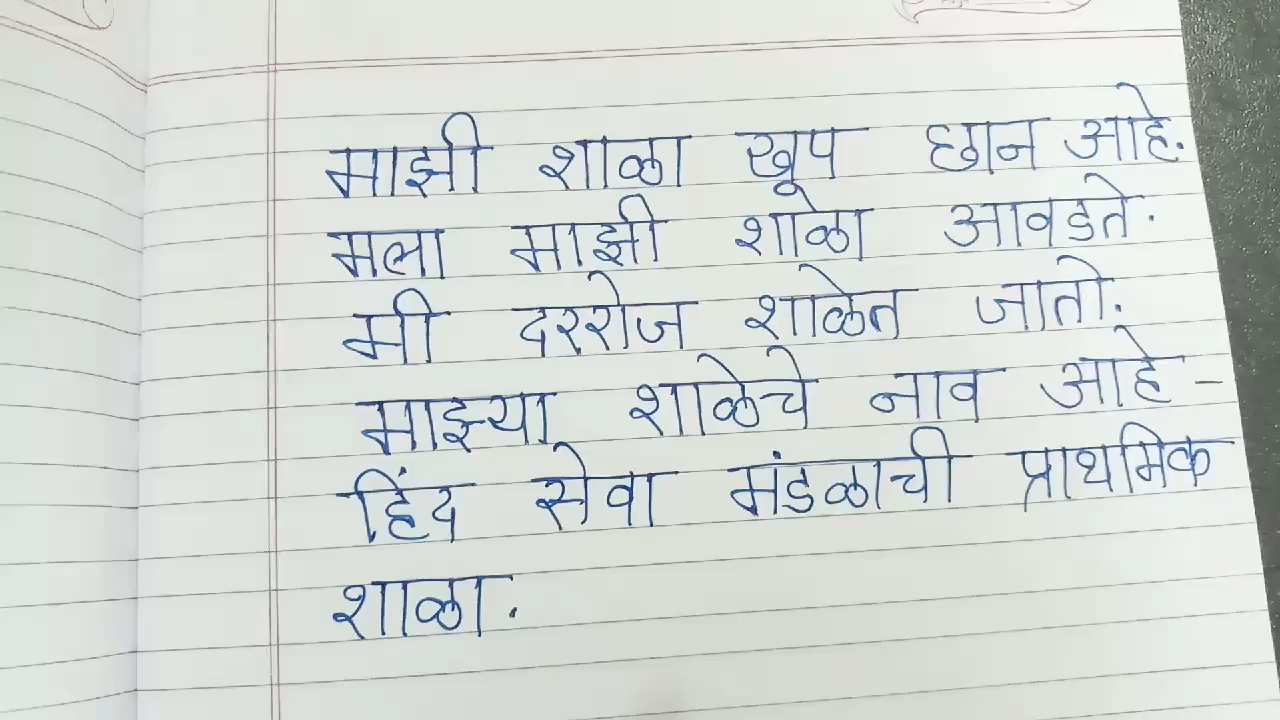 माझी शाळा खूप छान आहे.
मला माझी शाळा आवडते.
मी दररोज शाळेत जातो.
माझ्या शाळेचे नाव आहे -
हिंद सेवा मंडळाची प्राथमिक
शाळा.